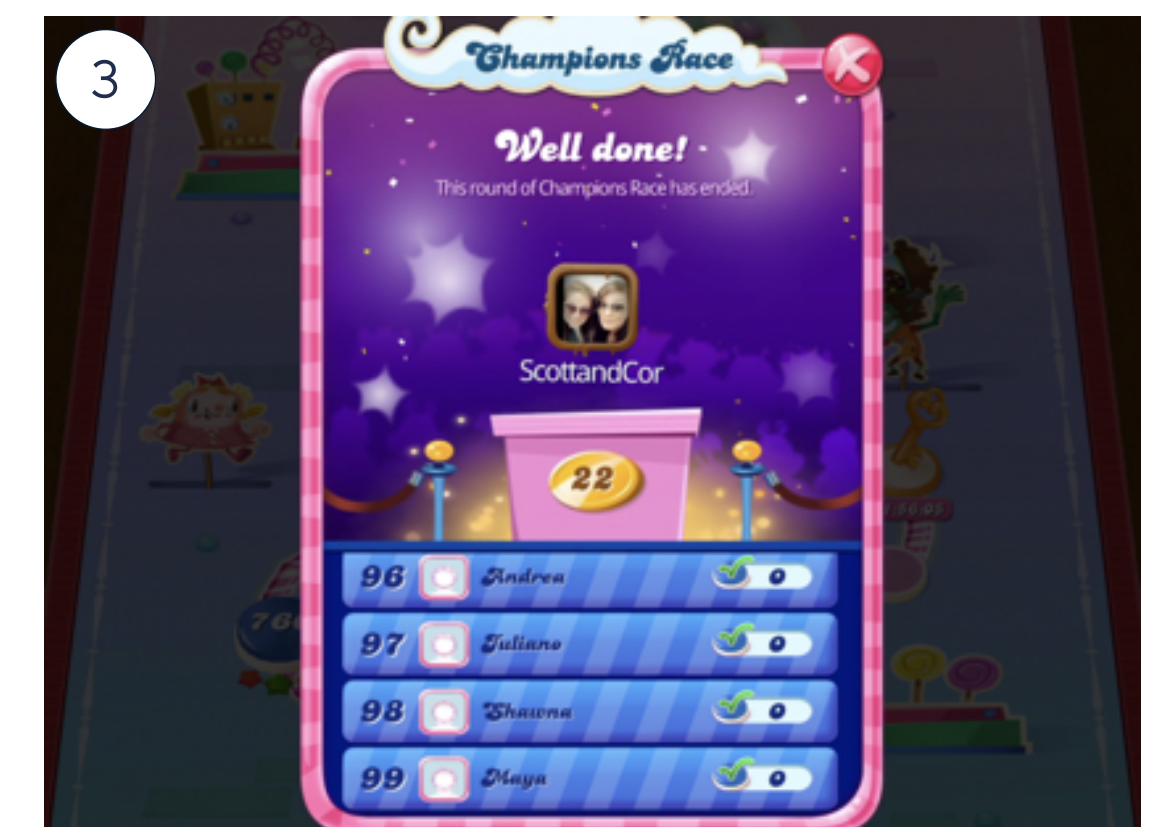 3
Champions Race
Well done!
This round of Champions Race has ended.
ScottandCor
22
96 Andrea 0
97 Juliano 0
98 Shawna 0
99 Maya 0